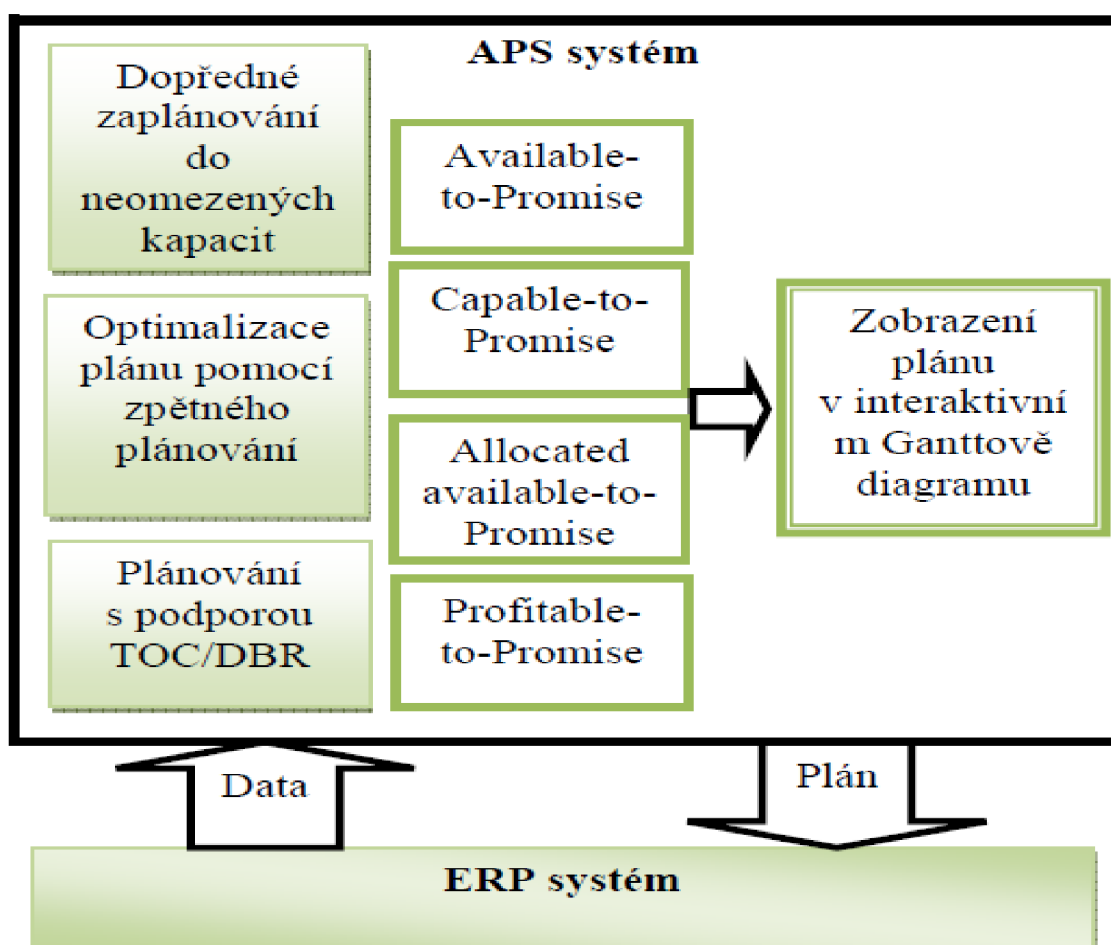 APS systém
Dopředné
zaplánování
do
neomezených
kapacit
Optimalizace
plánu pomocí
zpětného
plánování
Plánování
s podporou
TOC/DBR
Available-
to-Promise
Capable-to-
Promise
Allocated
available-to-
Promise
Profitable-
to-Promise
Zobrazení
plánu
v interaktivní
m Ganttově
diagramu
Data
Plán
ERP systém